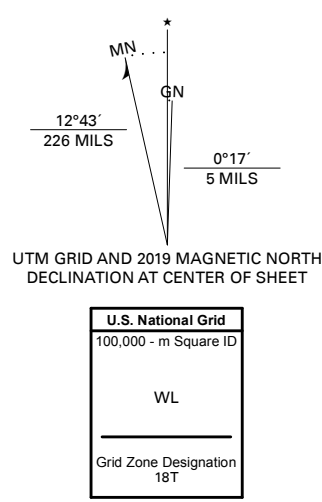 MN
GN
12°43´
226 MILS
0°17´
5 MILS
UTM GRID AND 2019 MAGNETIC NORTH
DECLINATION AT CENTER OF SHEET
U.S. National Grid
100,000 - m Square ID
WL
Grid Zone Designation
18T